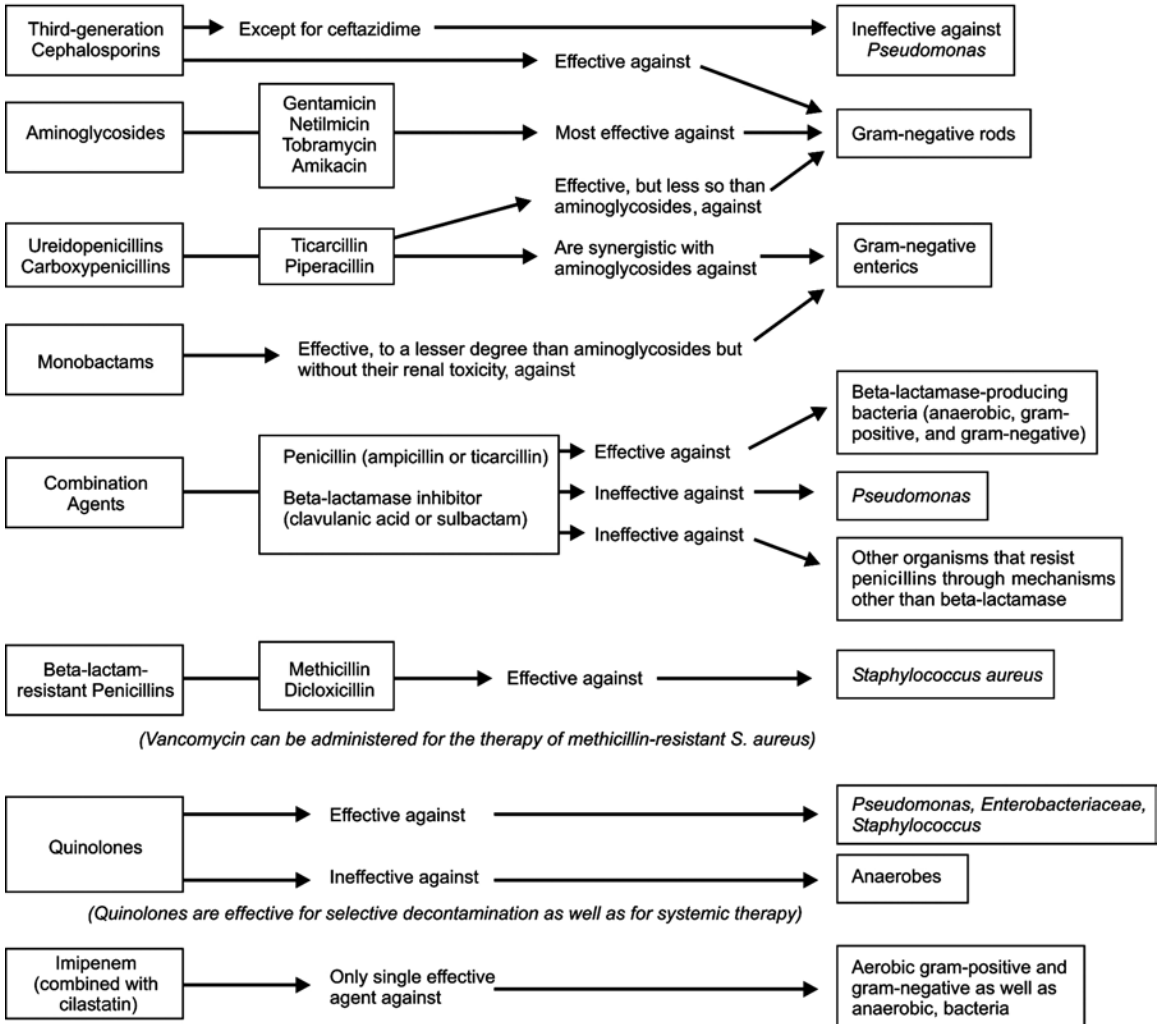 Third-generation
Cephalosporins
Except for ceftazidime
Ineffective against
Pseudomonas
Effective against
Aminoglycosides
Gentamicin
Netilmicin
Tobramycin
Amikacin
Most effective against
Gram-negative rods
Effective, but less so than
aminoglycosides, against
Ureidopenicillins
Carboxypenicillins
Ticarcillin
Piperacillin
Are synergistic with
aminoglycosides against
Gram-negative
enterics
Monobactams
Effective, to a lesser degree than aminoglycosides but
without their renal toxicity, against
Beta-lactamase-producing
bacteria (anaerobic, gram-
positive, and gram-negative)
Combination
Agents
Penicillin (ampicillin or ticarcillin)
Beta-lactamase inhibitor
(clavulanic acid or sulbactam)
Effective against
Ineffective against
Pseudomonas
Ineffective against
Other organisms that resist
penicillins through mechanisms
other than beta-lactamase
Beta-lactam-
resistant Penicillins
Methicillin
Dicloxicillin
Effective against
Staphylococcus aureus
(Vancomycin can be administered for the therapy of methicillin-resistant S. aureus)
Quinolones
Effective against
Pseudomonas, Enterobacteriaceae,
Staphylococcus
Ineffective against
Anaerobes
(Quinolones are effective for selective decontamination as well as for systemic therapy)
Imipenem
(combined with
cilastatin)
Only single effective
agent against
Aerobic gram-positive and
gram-negative as well as
anaerobic, bacteria